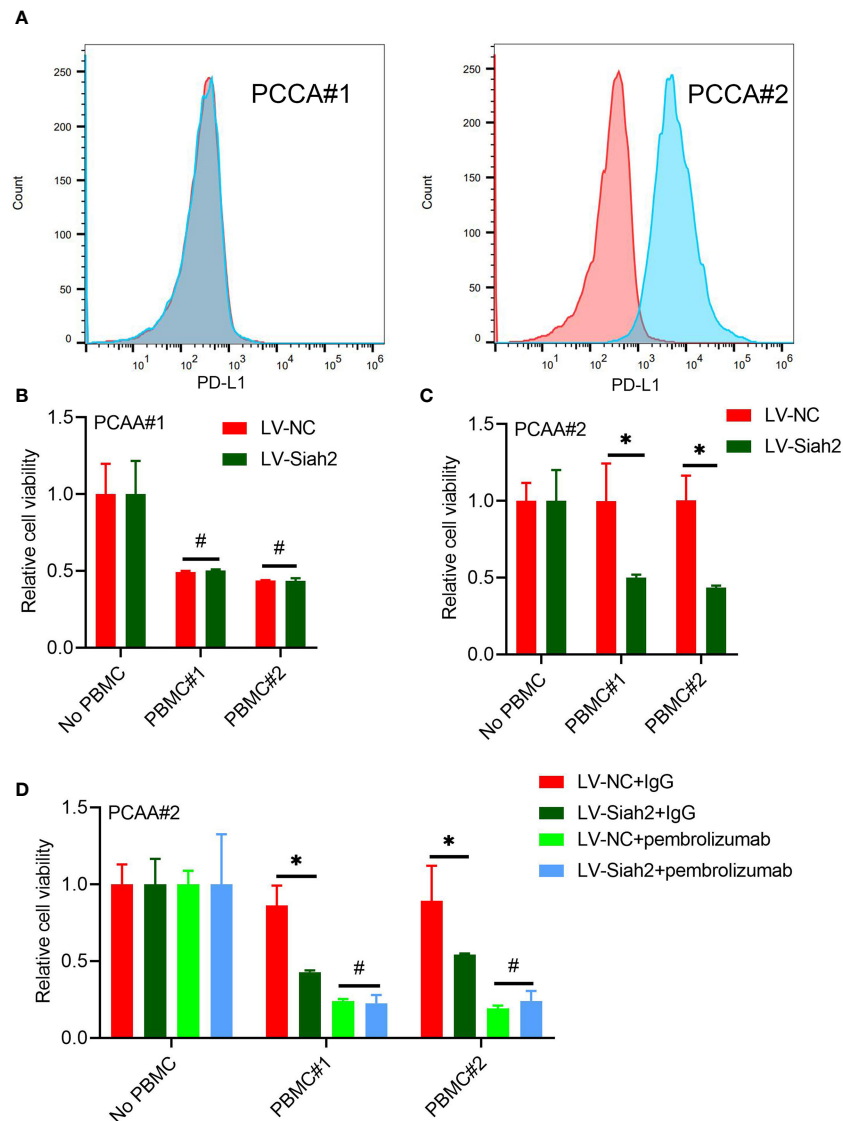 A
PCCA#1
Count
250
200
150
100
50
0
10^1 10^2 10^3 10^4 10^5 10^6
PD-L1
PCCA#2
Count
250
200
150
100
50
0
10^1 10^2 10^3 10^4 10^5 10^6
PD-L1
B
PCAA#1
LV-NC
LV-Siah2
Relative cell viability
1.5
1.0
0.5
0.0
# #
No PBMC PBMC#1 PBMC#2
C
PCAA#2
LV-NC
LV-Siah2
Relative cell viability
1.5
1.0
0.5
0.0
* *
No PBMC PBMC#1 PBMC#2
D
PCAA#2
LV-NC+IgG
LV-Siah2+IgG
LV-NC+pembrolizumab
LV-Siah2+pembrolizumab
Relative cell viability
1.5
1.0
0.5
0.0
* # * #
No PBMC PBMC#1 PBMC#2